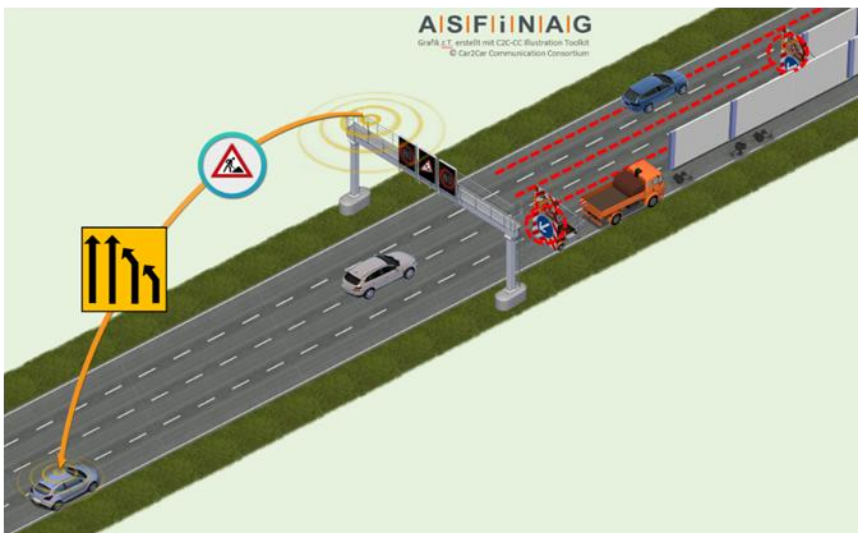 ASFiNAG
Grafik z.T. erstellt mit C2C-CC Illustration Toolkit
© Car2Car Communication Consortium